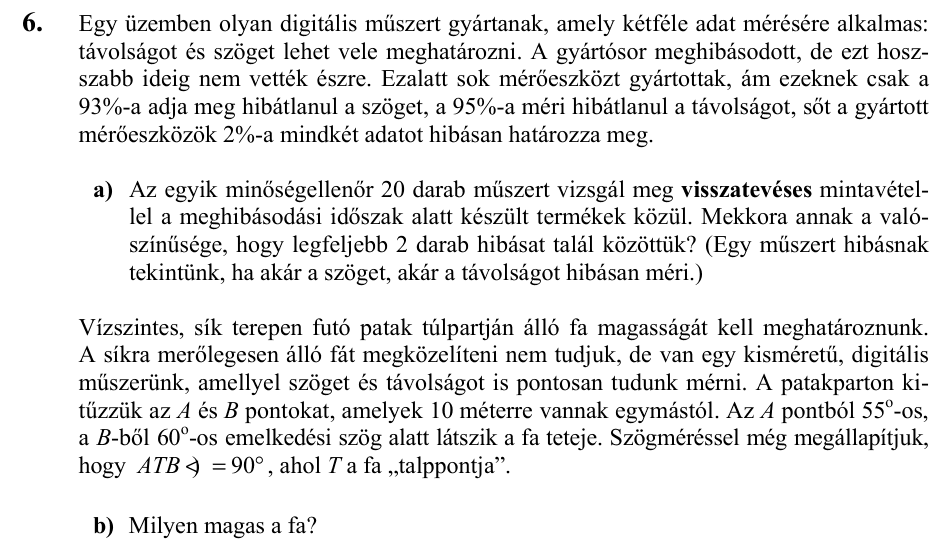 6. Egy üzemben olyan digitális műszert gyártanak, amely kétféle adat mérésére alkalmas:
távolságot és szöget lehet vele meghatározni. A gyártósor meghibásodott, de ezt hosz-
szabb ideig nem vették észre. Ezalatt sok mérőeszközt gyártottak, ám ezeknek csak a
93%-a adja meg hibátlanul a szöget, a 95%-a méri hibátlanul a távolságot, sőt a gyártott
mérőeszközök 2%-a mindkét adatot hibásan határozza meg.
a) Az egyik minőségellenőr 20 darab műszert vizsgál meg visszatevéses mintavétel-
lel a meghibásodási időszak alatt készült termékek közül. Mekkora annak a való-
színűsége, hogy legfeljebb 2 darab hibásat talál közöttük? (Egy műszert hibásnak
tekintünk, ha akár a szöget, akár a távolságot hibásan méri.)
Vízszintes, sík terepen futó patak túlpartján álló fa magasságát kell meghatároznunk.
A síkra merőlegesen álló fát megközelíteni nem tudjuk, de van egy kisméretű, digitális
műszerünk, amellyel szöget és távolságot is pontosan tudunk mérni. A patakparton ki-
tűzzük az A és B pontokat, amelyek 10 méterre vannak egymástól. Az A pontból 55°-os,
a B-ből 60°-os emelkedési szög alatt látszik a fa teteje. Szögméréssel még megállapítjuk,
hogy ATB∢ = 90°, ahol T a fa „talppontja”.
b) Milyen magas a fa?